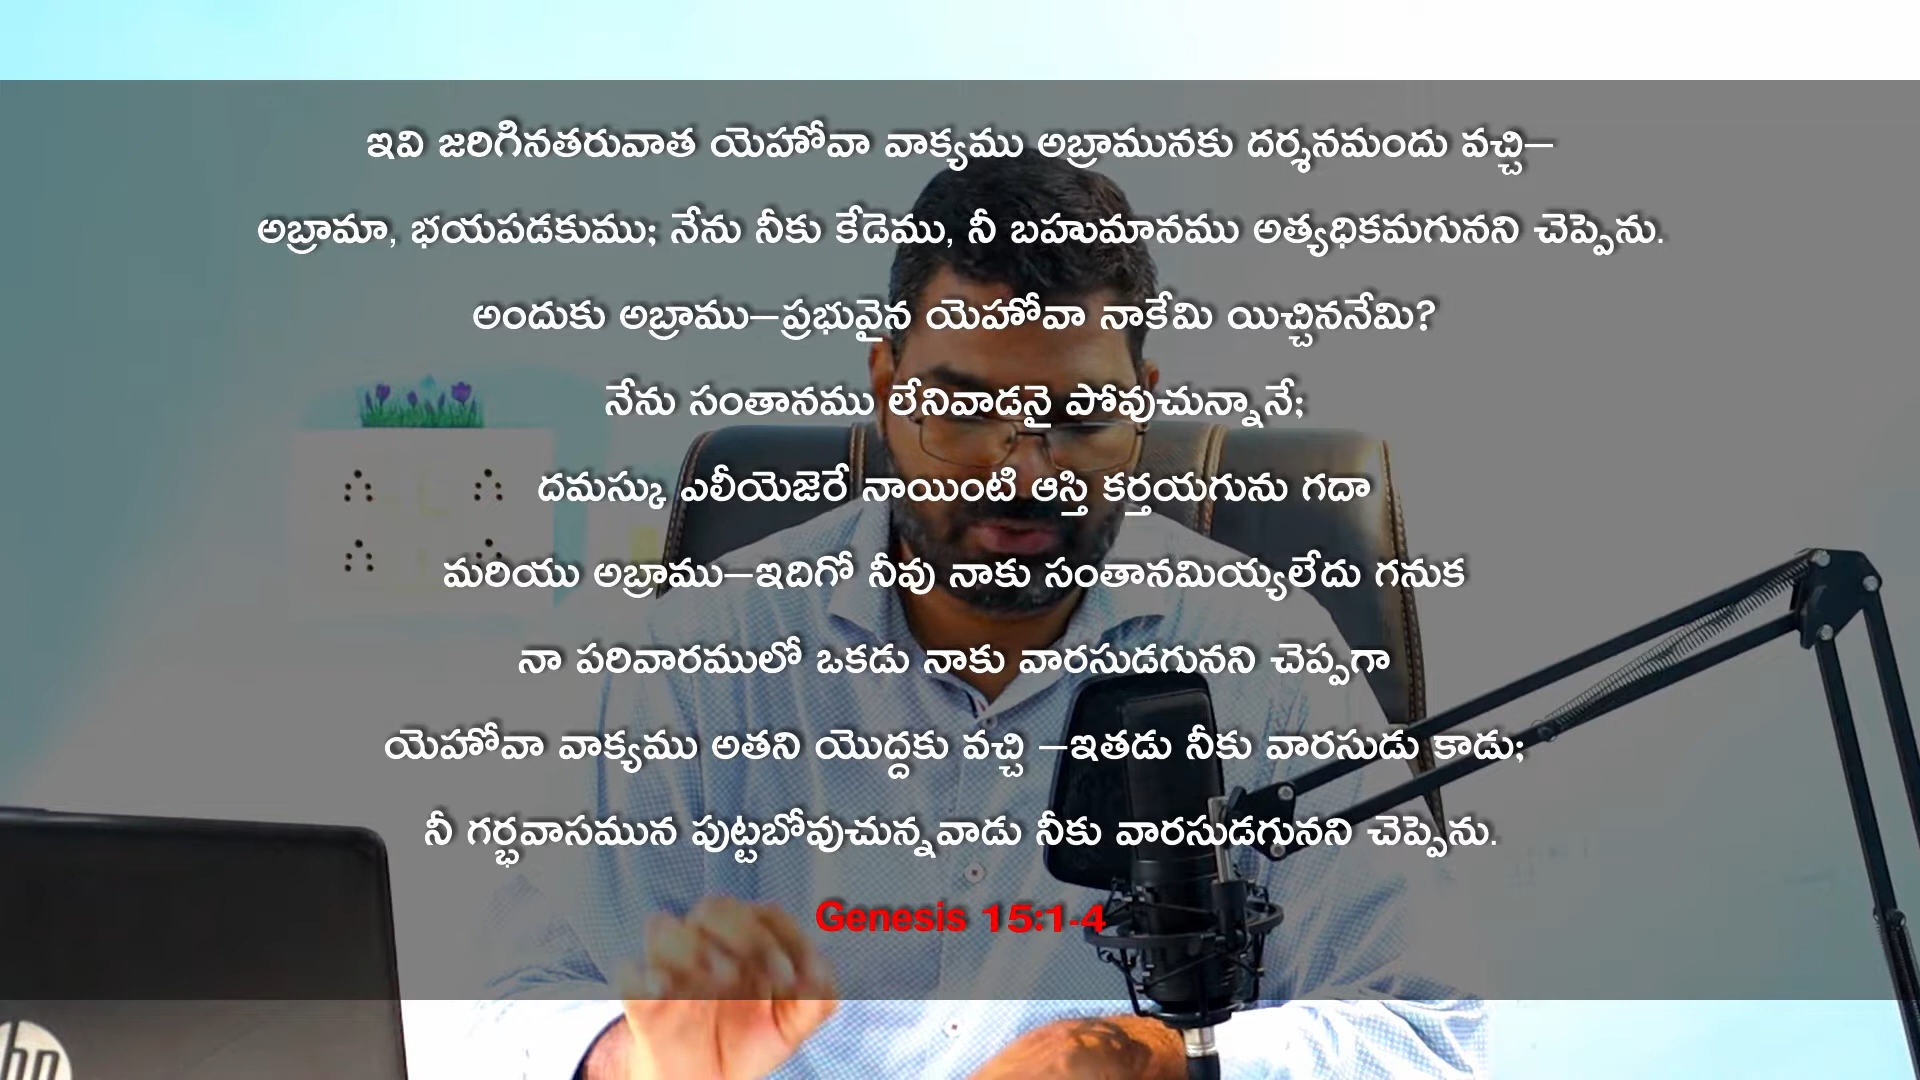 ఇవి జరిగినతరువాత యెహోవా వాక్యము అబ్రామునకు దర్శనమందు వచ్చి—
అబ్రామా, భయపడకుము; నేను నీకు కేడెము, నీ బహుమానము అత్యధికమగునని చెప్పెను.
అందుకు అబ్రాము—ప్రభువైన యెహోవా నాకేమి యిచ్చిననేమి?
నేను సంతానము లేనివాడనై పోవుచున్నానే;
దమస్కు ఎలీయెజెరే నాయింటి ఆస్తి కర్తయగును గదా
మరియు అబ్రాము—ఇదిగో నీవు నాకు సంతానమియ్యలేదు గనుక
నా పరివారములో ఒకడు నాకు వారసుడగునని చెప్పగా
యెహోవా వాక్యము అతని యొద్దకు వచ్చి —ఇతడు నీకు వారసుడు కాడు;
నీ గర్భవాసమున పుట్టబోవుచున్నవాడు నీకు వారసుడగునని చెప్పెను.
Genesis 15:1-4
hp